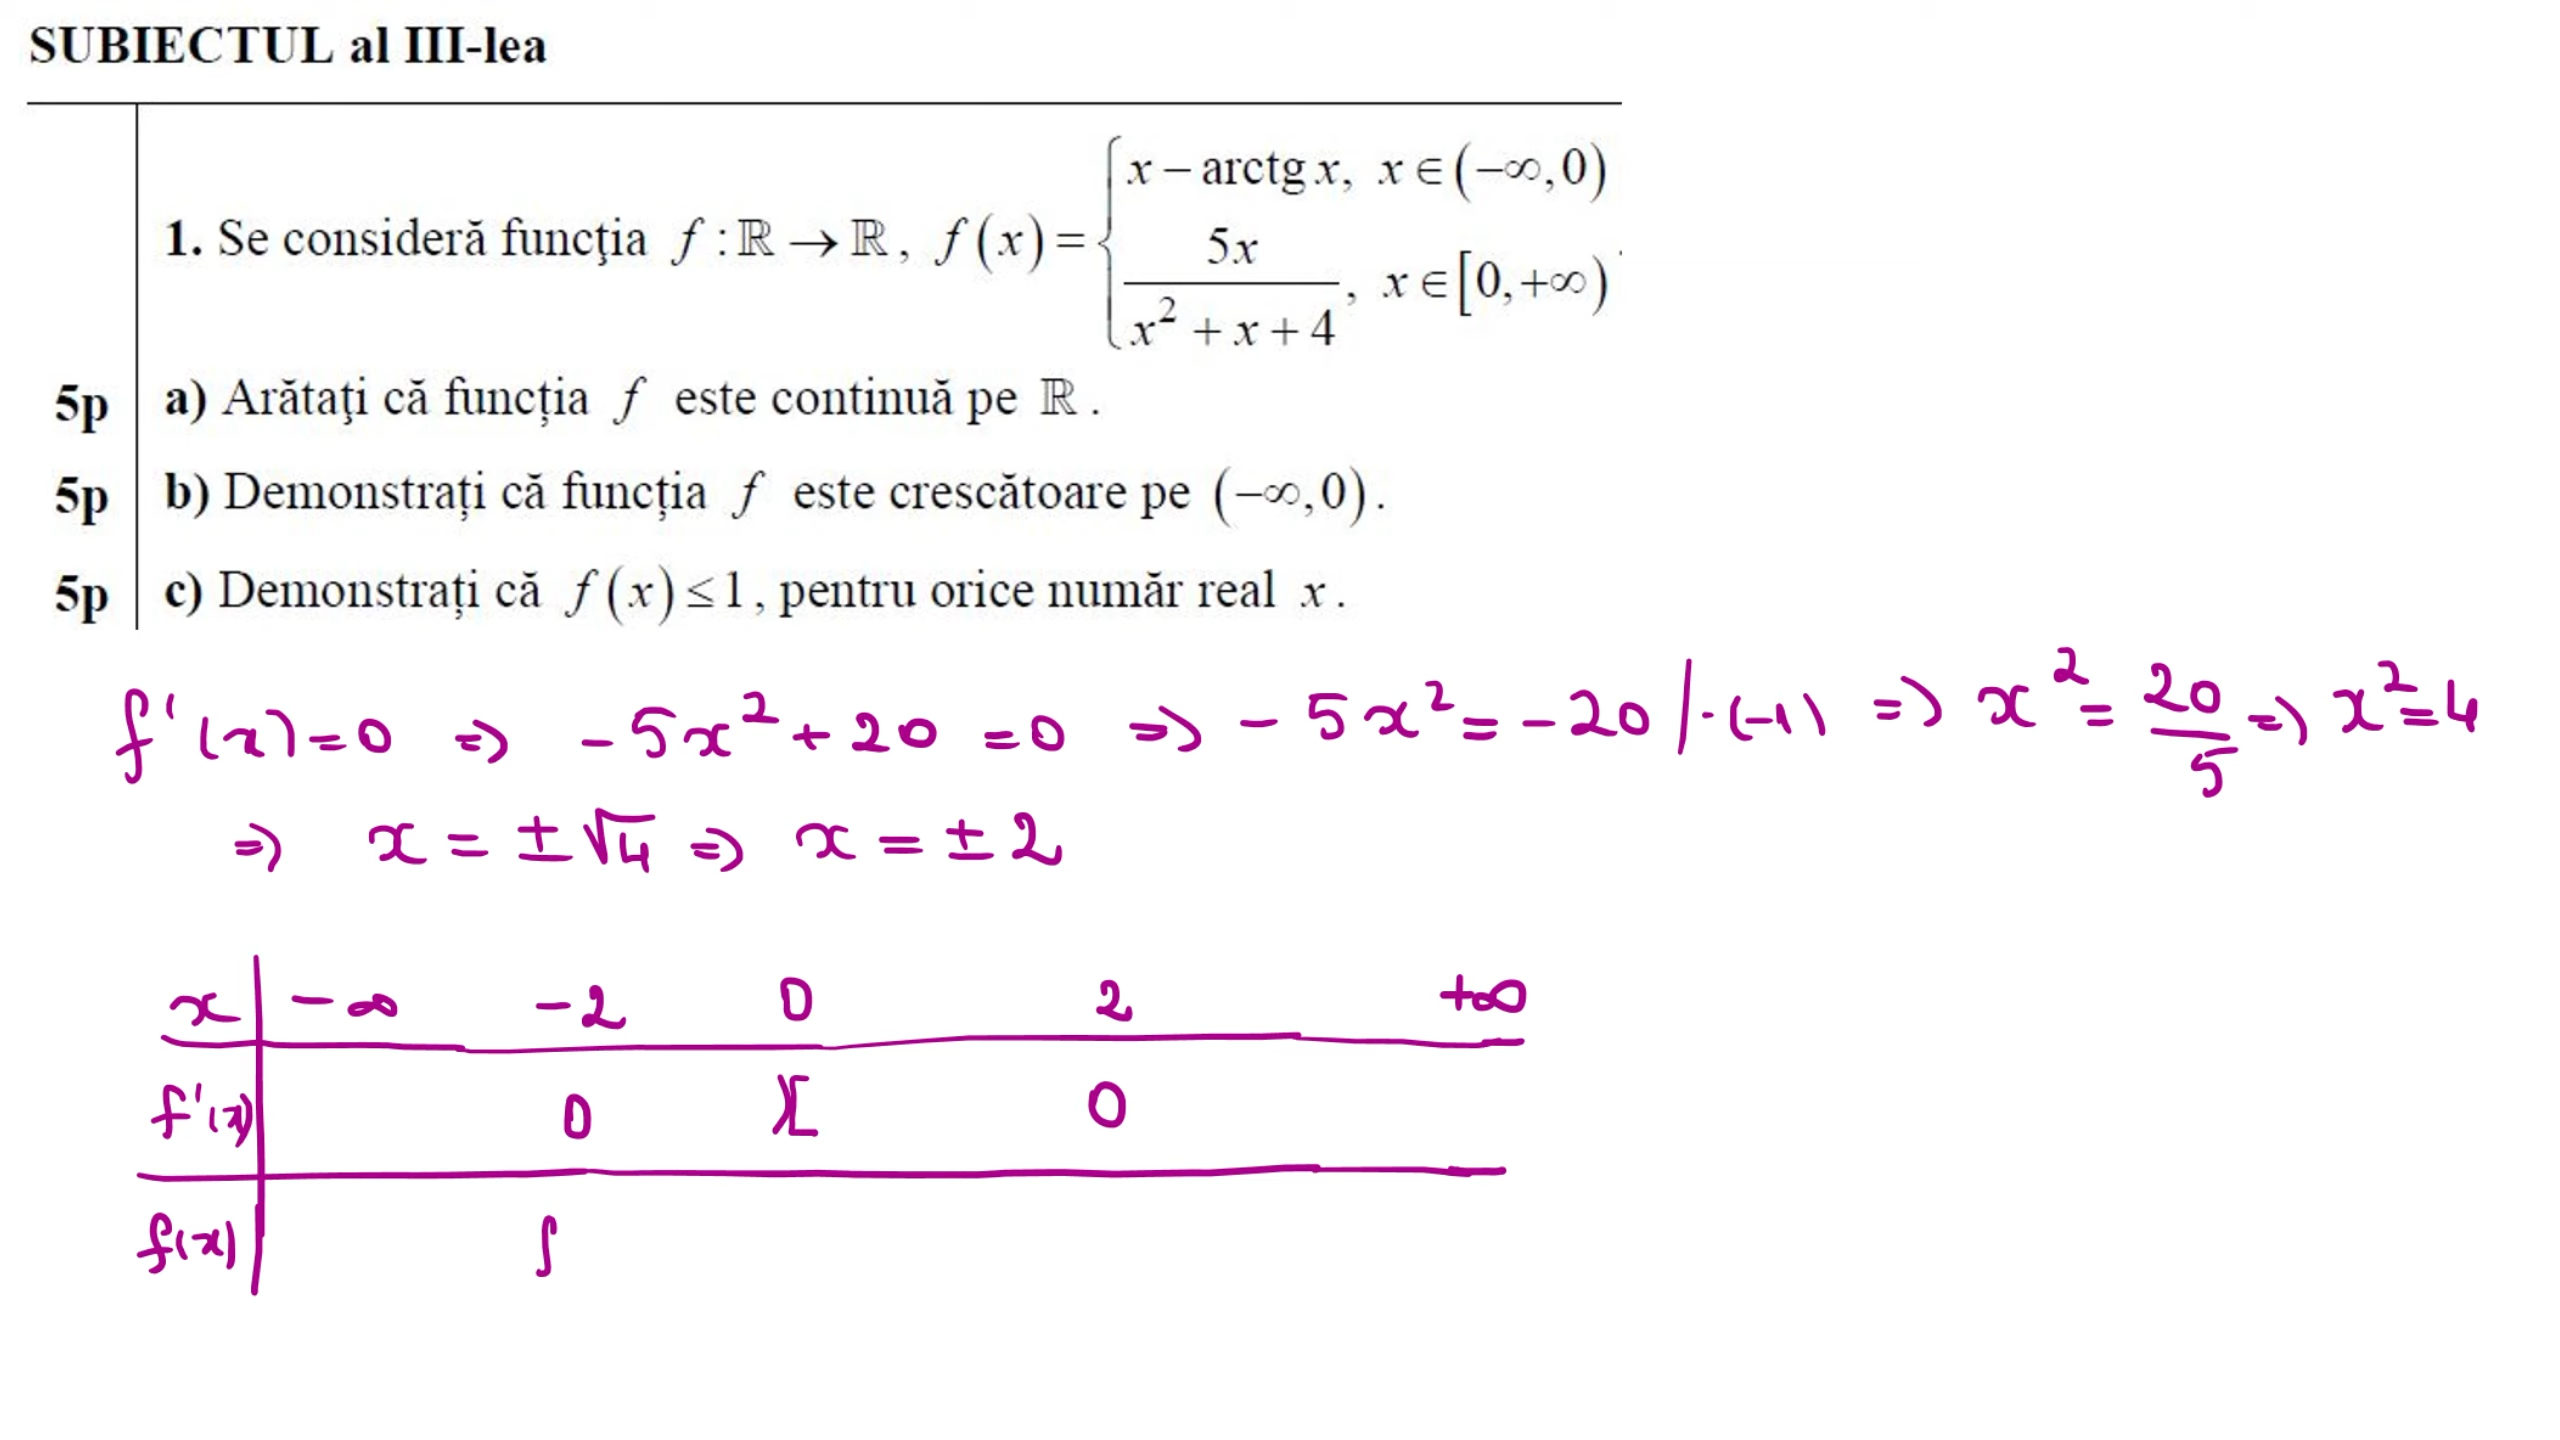 SUBIECTUL al III-lea
1. Se consideră funcţia f : ℝ → ℝ, f(x) = { x − arctg x, x ∈ (−∞, 0)
5x / (x² + x + 4), x ∈ [0, +∞) .
5p a) Arătaţi că funcția f este continuă pe ℝ .
5p b) Demonstrați că funcția f este crescătoare pe (−∞, 0) .
5p c) Demonstrați că f(x) ≤ 1, pentru orice număr real x .
f'(x) = 0 ⇒ −5x² + 20 = 0 ⇒ −5x² = −20 | · (−1) ⇒ x² = 20/5 ⇒ x² = 4
⇒ x = ±√4 ⇒ x = ±2
x −∞ −2 0 2 +∞
f'(x) 0 )[ 0
f(x)